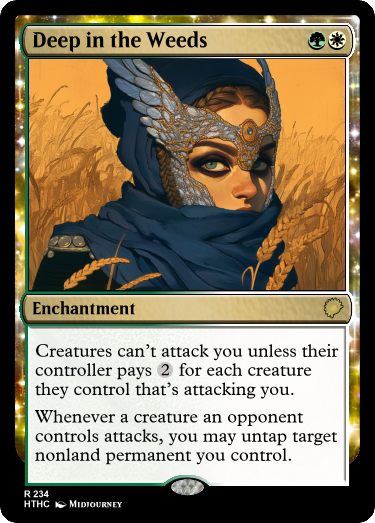 Deep in the Weeds
Enchantment
Creatures can't attack you unless their
controller pays 2 for each creature
they control that's attacking you.
Whenever a creature an opponent
controls attacks, you may untap target
nonland permanent you control.
R 234
HTHC Midjourney